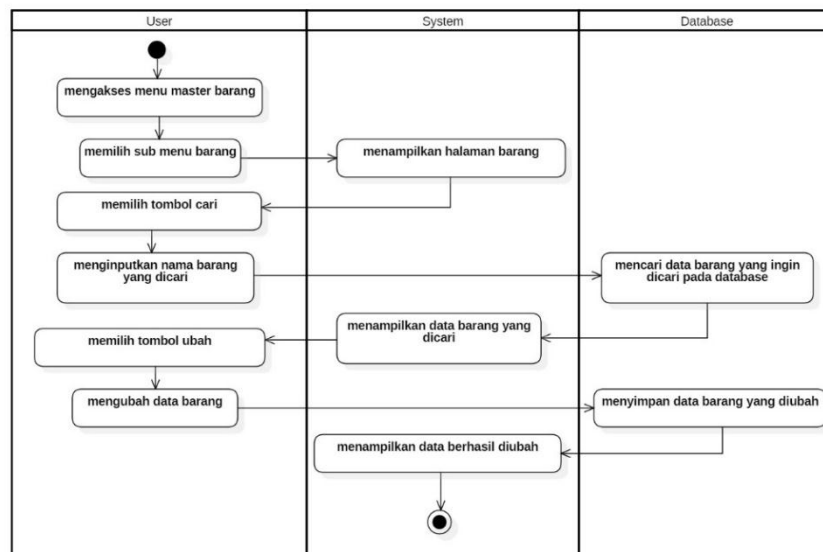 User
System
Database
mengakses menu master barang
memilih sub menu barang
menampilkan halaman barang
memilih tombol cari
menginputkan nama barang
yang dicari
mencari data barang yang ingin
dicari pada database
menampilkan data barang yang
dicari
memilih tombol ubah
mengubah data barang
menyimpan data barang yang diubah
menampilkan data berhasil diubah